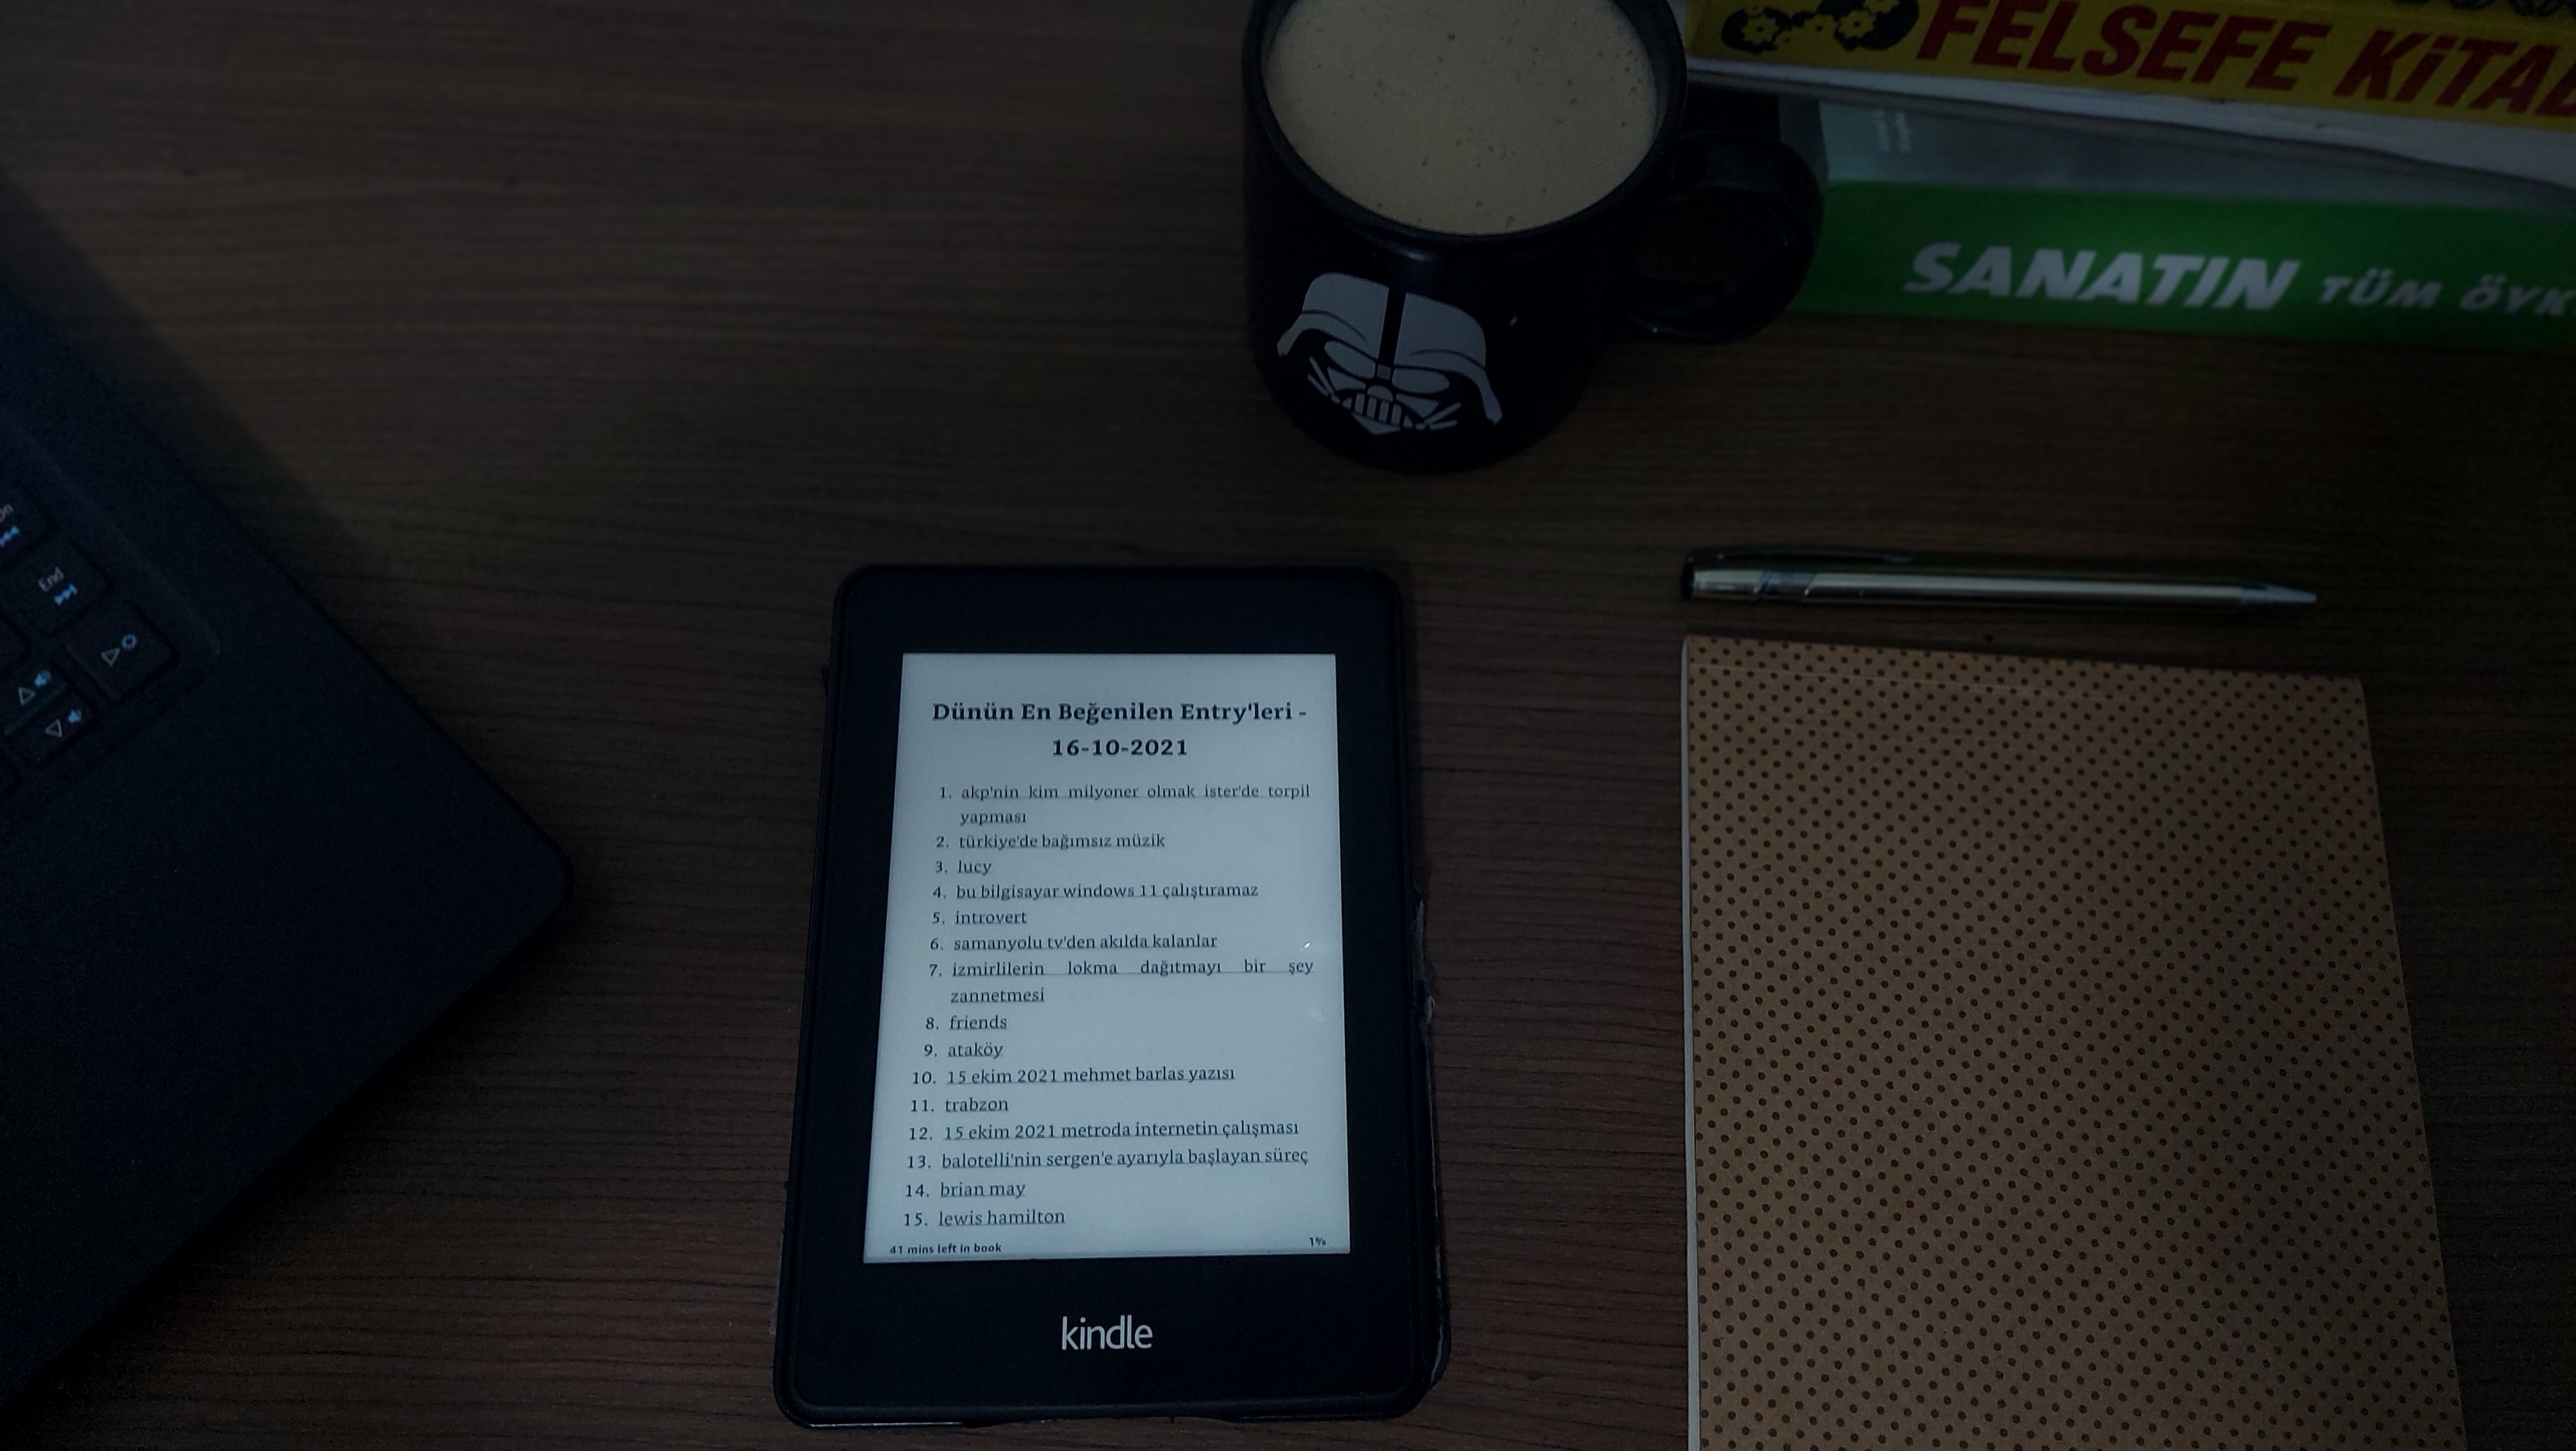 FELSEFE
SANATIN TÜM
End
Dünün En Beğenilen Entry'leri -
16-10-2021
1. akp'nin kim milyoner olmak ister'de torpil
yapması
2. türkiye'de bağımsız müzik
3. lucy
4. bu bilgisayar windows 11 çalıştıramaz
5. introvert
6. samanyolu tv'den akılda kalanlar
7. izmirlilerin lokma dağıtmayı bir şey
zannetmesi
8. friends
9. ataköy
10. 15 ekim 2021 mehmet barlas yazısı
11. trabzon
12. 15 ekim 2021 metroda internetin çalışması
13. balotelli'nin sergen'e ayarıyla başlayan süreç
14. brian may
15. lewis hamilton
41 mins left in book 1%
kindle